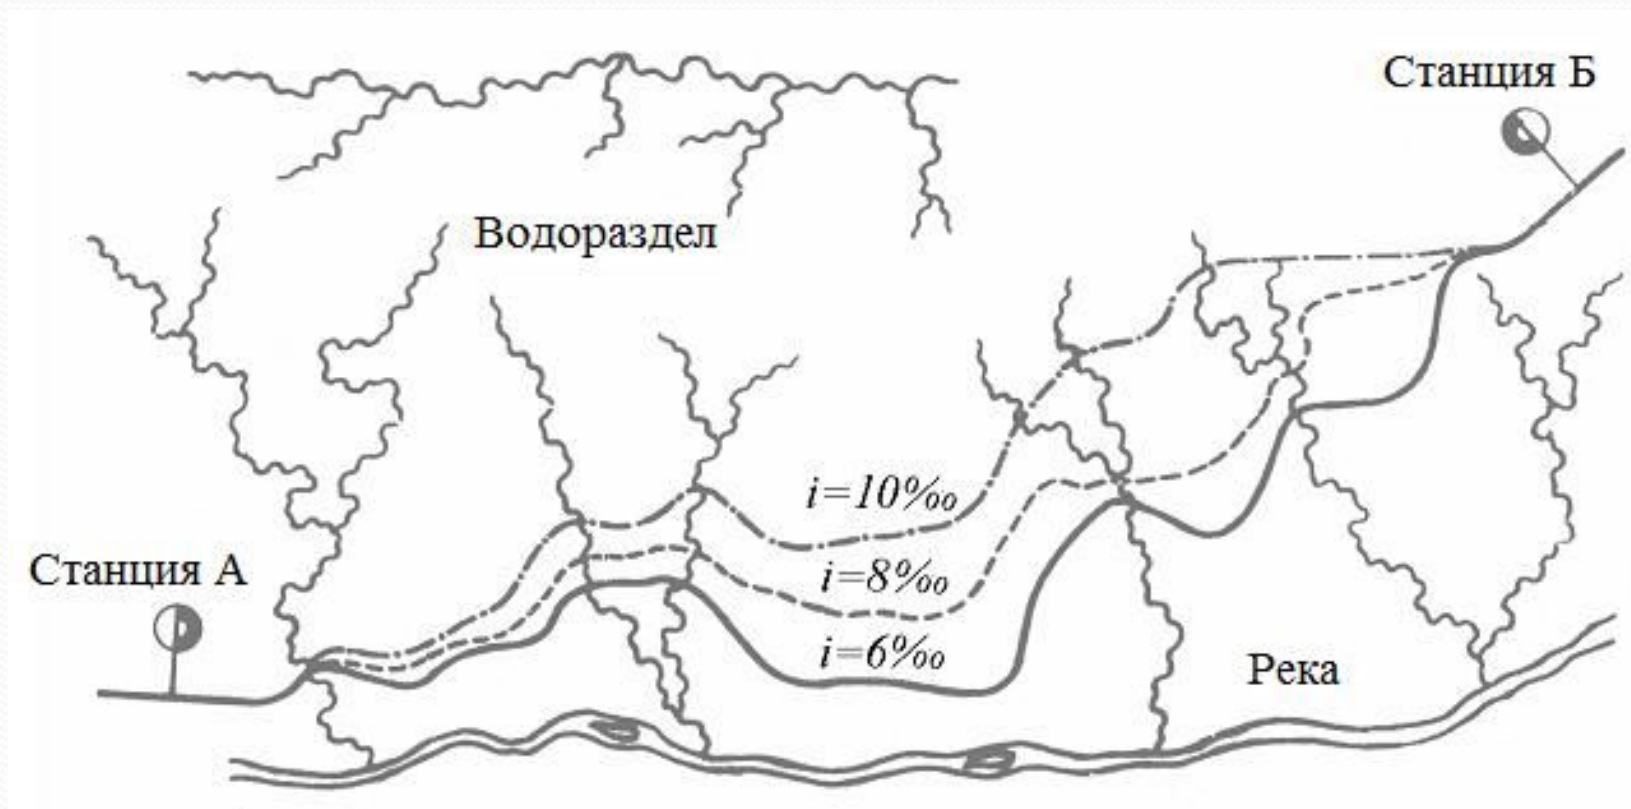 Станция Б
Водораздел
i=10‰
Станция А
i=8‰
i=6‰
Река